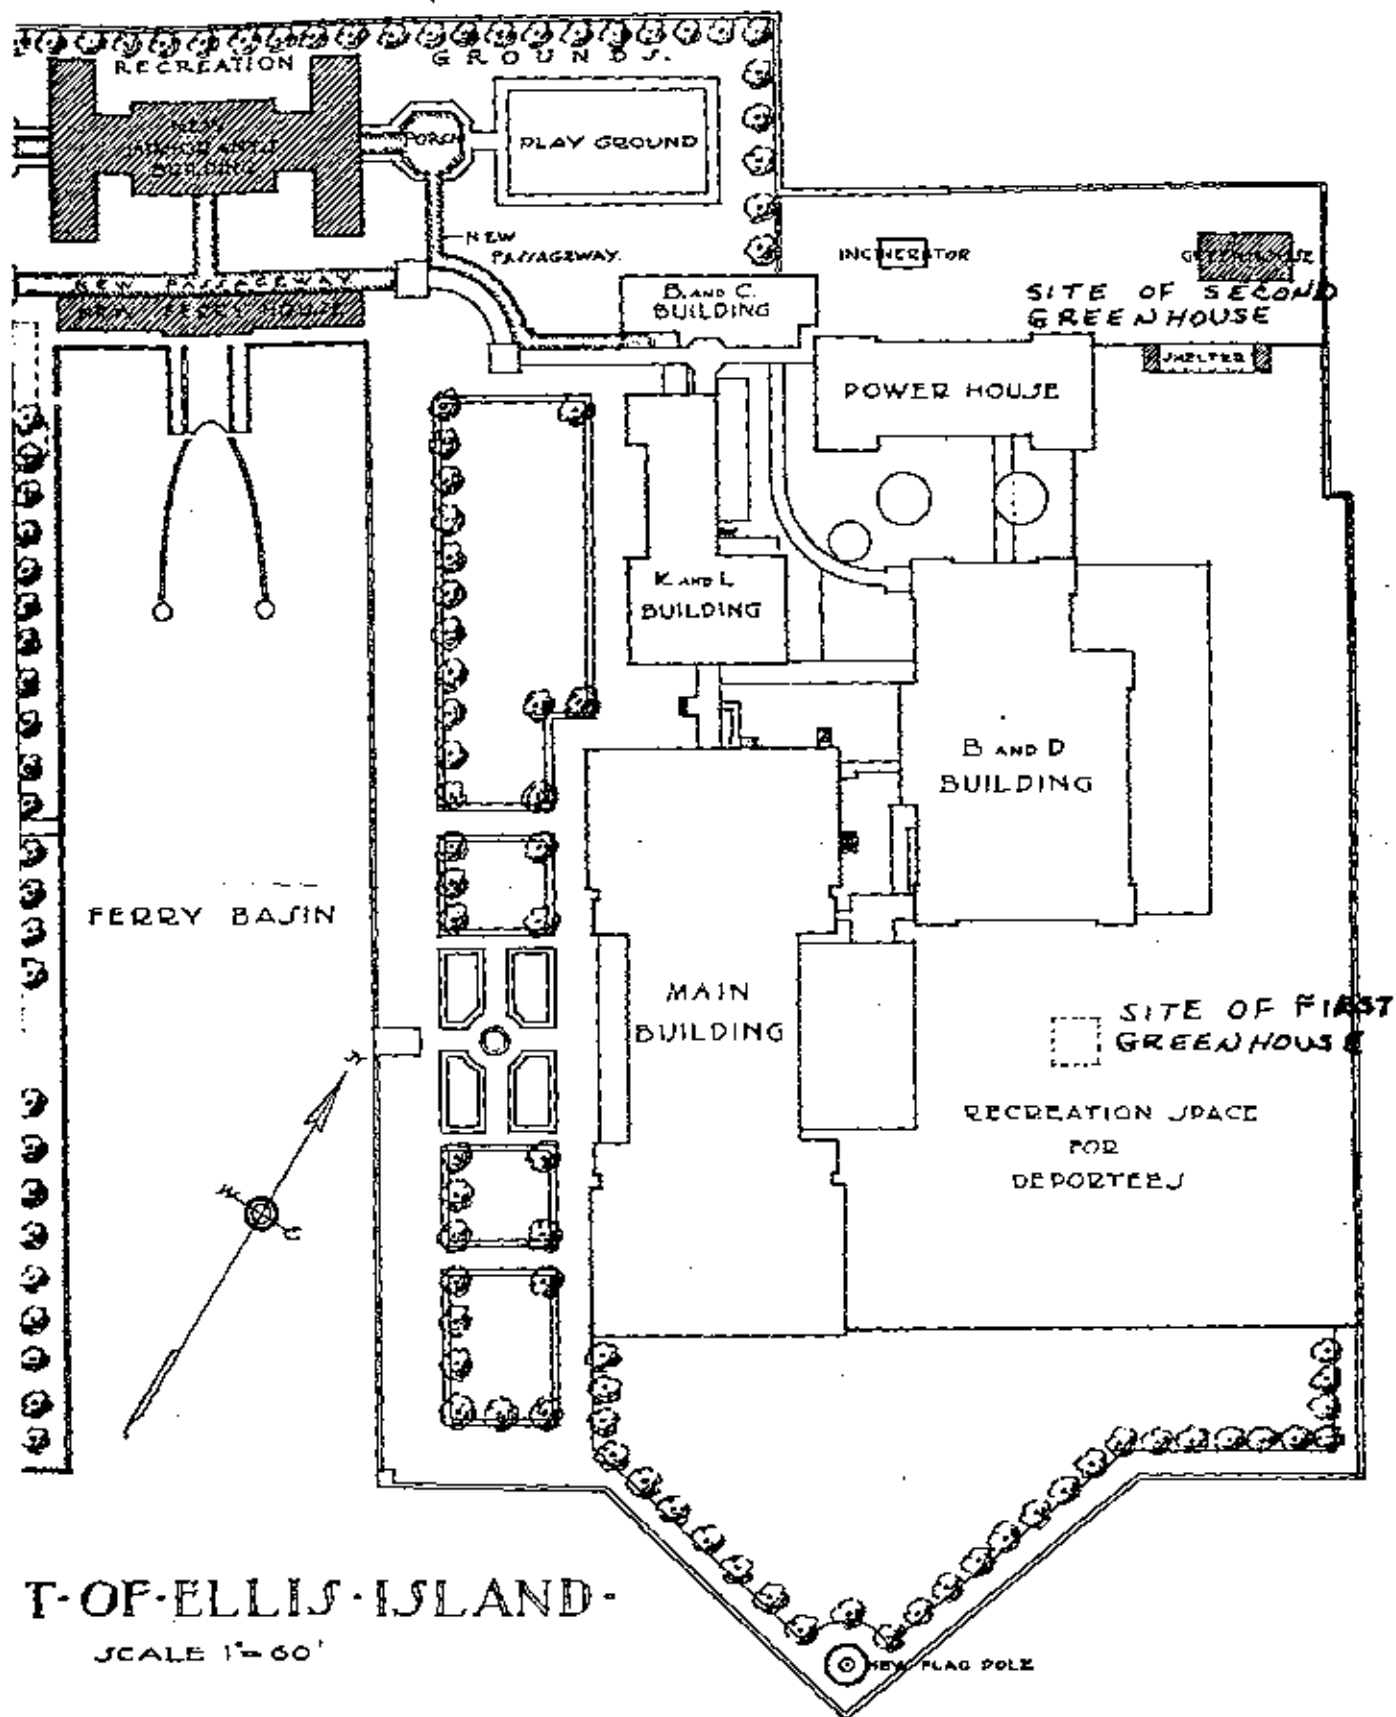 RECREATION GROUNDS.
NEW
IMMIGRANTS
BUILDING
PORCH
PLAY GROUND
NEW
PASSAGEWAY.
NEW PASSAGEWAY
NEW FERRY HOUSE
B. AND C.
BUILDING
INCINERATOR
GREENHOUSE
SITE OF SECOND
GREENHOUSE
SHELTER
POWER HOUSE
K AND L
BUILDING
B AND D
BUILDING
FERRY BASIN
MAIN
BUILDING
SITE OF FIRST
GREENHOUSE
RECREATION SPACE
FOR
DEPORTEES
N
W
E
T·OF·ELLIS·ISLAND·
SCALE 1"=60'
NEW FLAG POLE